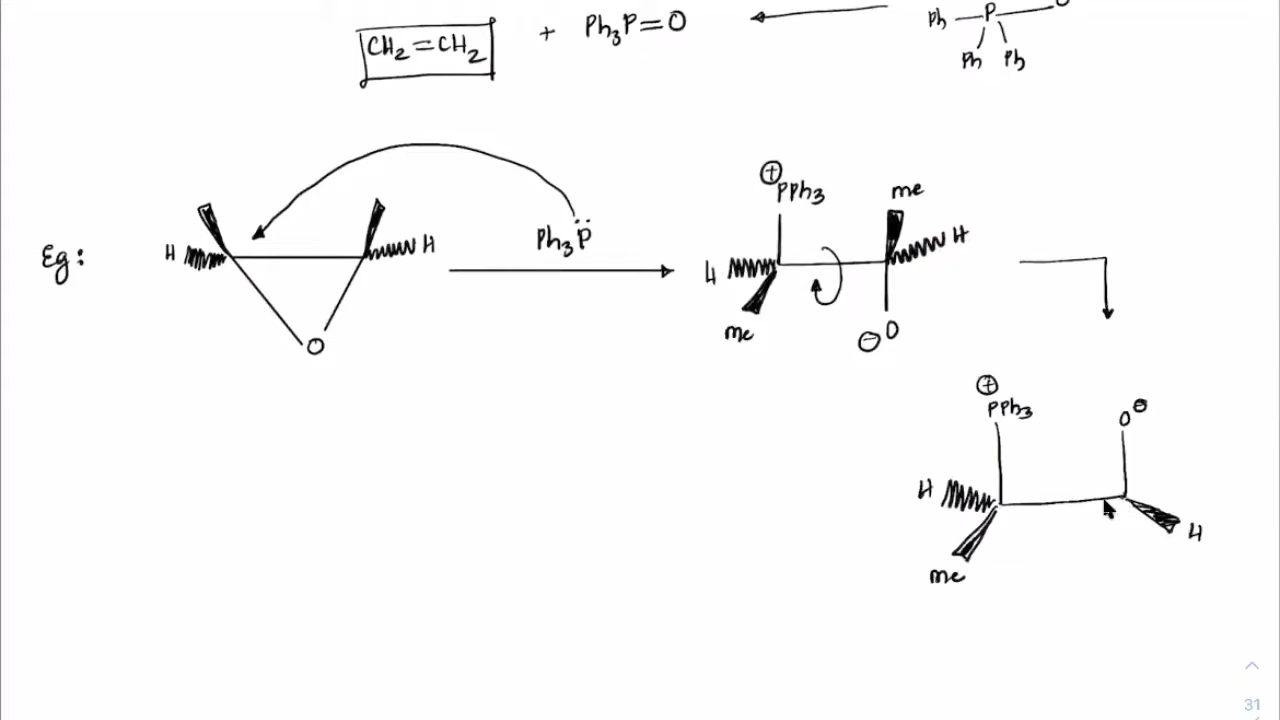 CH₂=CH₂ + Ph₃P=O
Ph P
Ph Ph
Eg:
H H
O
Ph₃P̈
⊕
PPh₃ me
H H
me
⊖ O
⊕
PPh₃ O⊖
H
me H
31